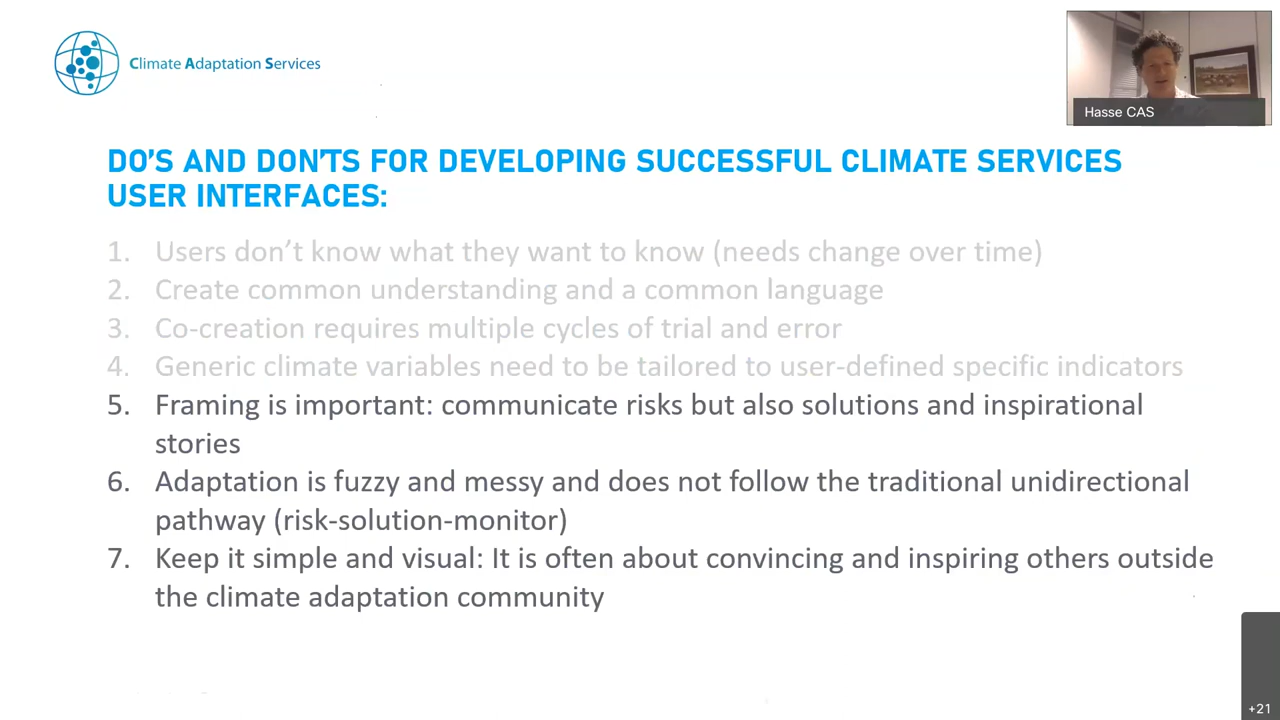 Climate Adaptation Services
Hasse CAS
DO'S AND DON'TS FOR DEVELOPING SUCCESSFUL CLIMATE SERVICES
USER INTERFACES:
1. Users don't know what they want to know (needs change over time)
2. Create common understanding and a common language
3. Co-creation requires multiple cycles of trial and error
4. Generic climate variables need to be tailored to user-defined specific indicators
5. Framing is important: communicate risks but also solutions and inspirational
stories
6. Adaptation is fuzzy and messy and does not follow the traditional unidirectional
pathway (risk-solution-monitor)
7. Keep it simple and visual: It is often about convincing and inspiring others outside
the climate adaptation community
+21